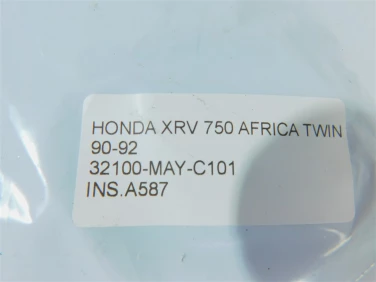 HONDA XRV 750 AFRICA TWIN
90-92
32100-MAY-C101
INS.A587